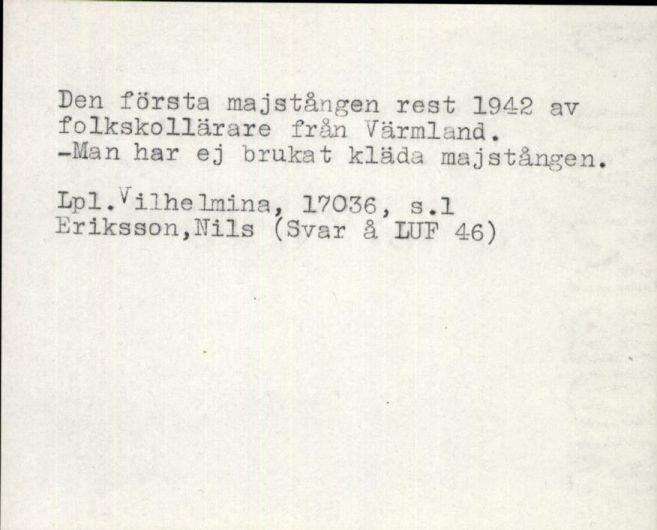 Den första majstången rest 1942 av
folkskollärare från Värmland.
-Man har ej brukat kläda majstången.
Lpl.Vilhelmina, 17036, s.1
Eriksson,Nils (Svar å LUF 46)